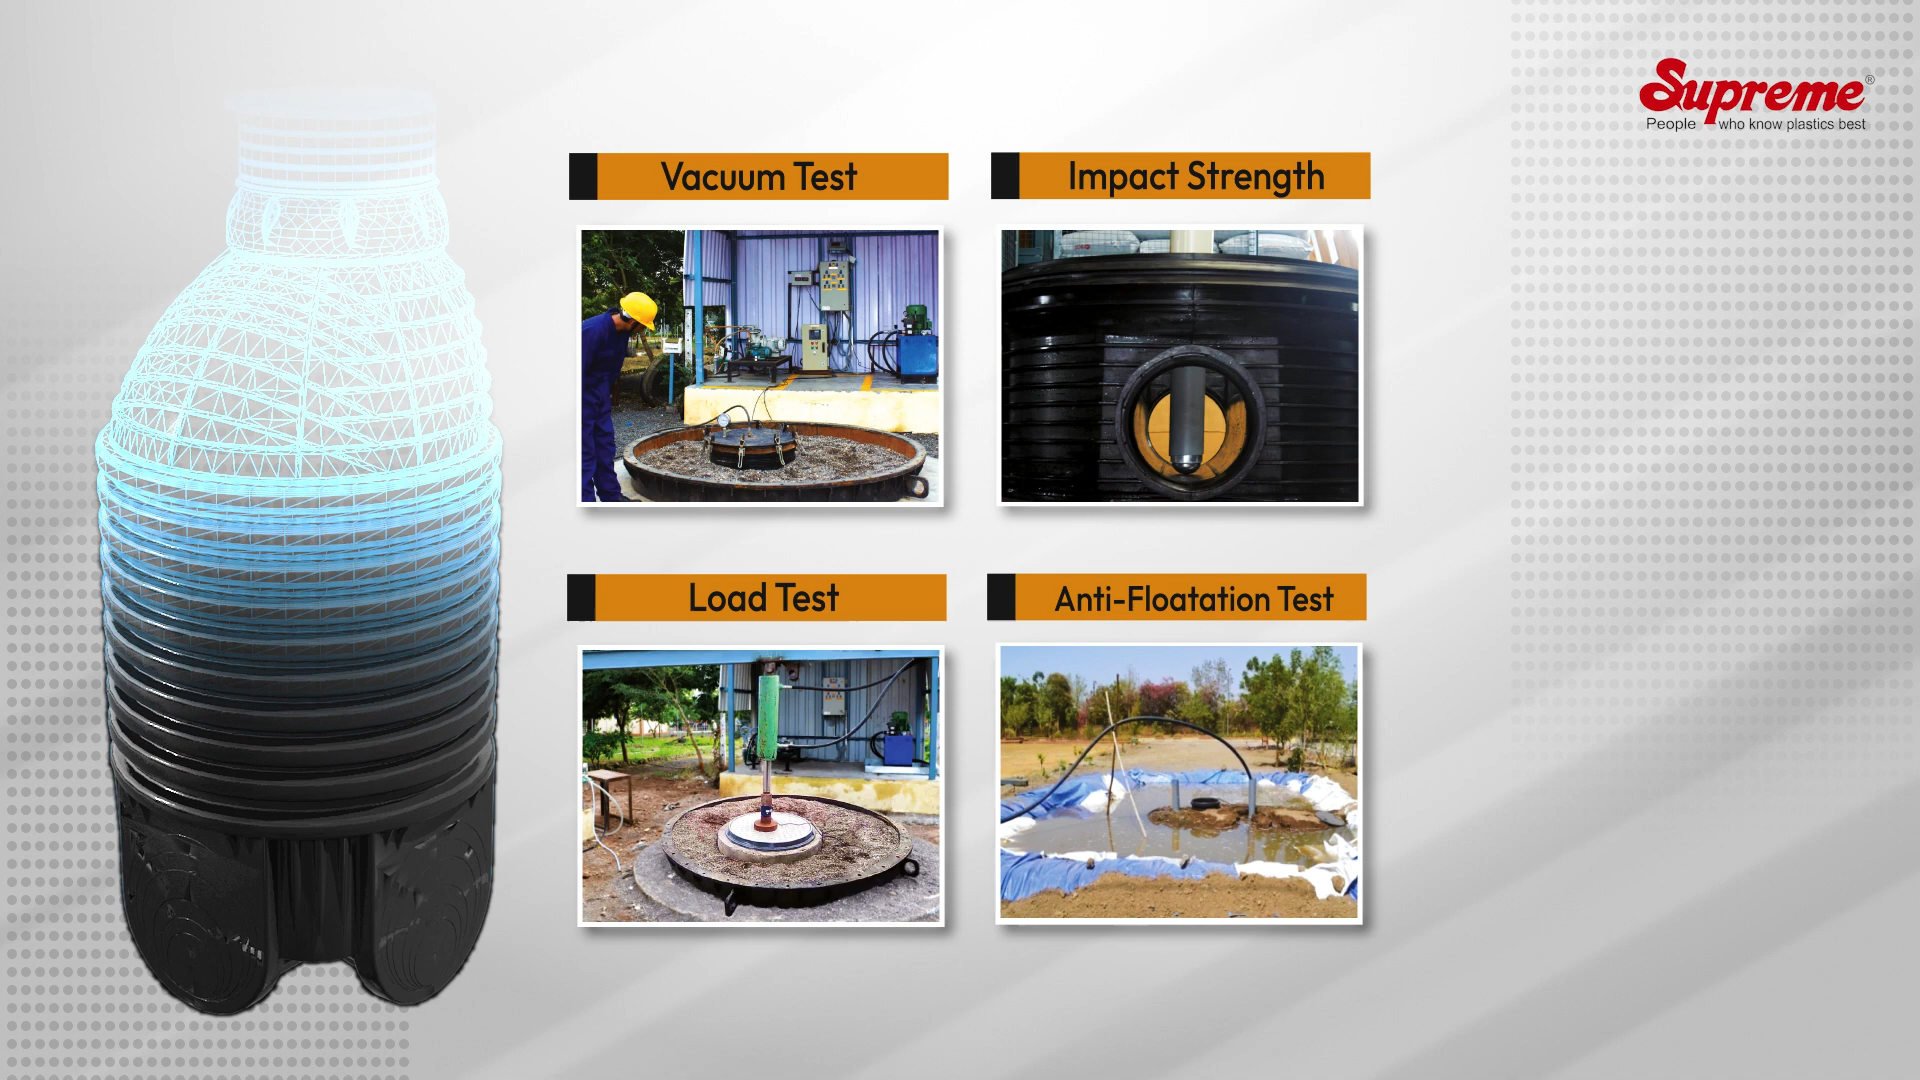 Supreme®
People who know plastics best
Vacuum Test
Impact Strength
Load Test
Anti-Floatation Test